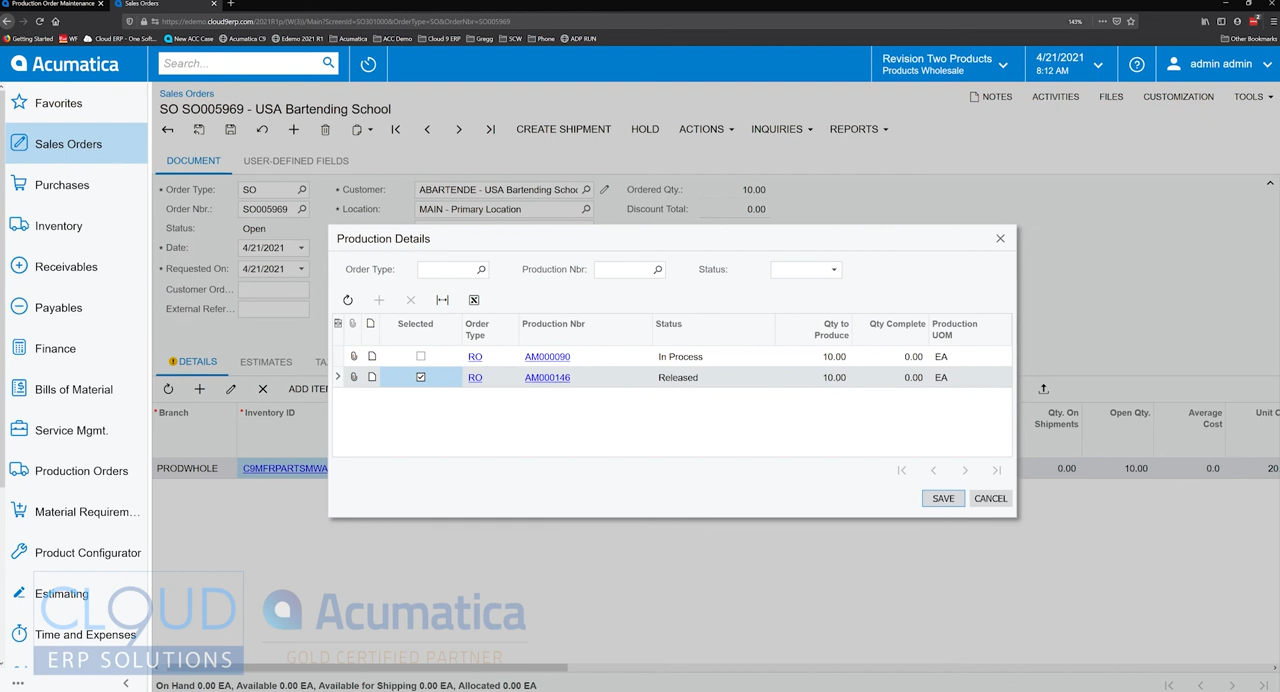 Production Order Maintenance
Sales Orders
https://edemo.cloud9erp.com/2021R1p/(W(3))/Main?ScreenId=SO301000&OrderType=SO&OrderNbr=SO005969
143%
Getting Started
WF
Cloud ERP - One Soft...
New ACC Case
Acumatica C9
Edemo 2021 R1
Acumatica
ACC Demo
Cloud 9 ERP
Gregg
SCW
Phone
ADP RUN
Other Bookmarks
Acumatica
Search...
Revision Two Products
Products Wholesale
4/21/2021
8:12 AM
admin admin
Favorites
Sales Orders
Purchases
Inventory
Receivables
Payables
Finance
Bills of Material
Service Mgmt.
Production Orders
Material Requirem...
Product Configurator
Estimating
Time and Expenses
Sales Orders
SO SO005969 - USA Bartending School
NOTES ACTIVITIES FILES CUSTOMIZATION TOOLS
CREATE SHIPMENT HOLD ACTIONS INQUIRIES REPORTS
DOCUMENT USER-DEFINED FIELDS
Order Type: SO
Order Nbr.: SO005969
Status: Open
Date: 4/21/2021
Requested On: 4/21/2021
Customer Ord...
External Refer...
Customer: ABARTENDE - USA Bartending Schoo
Location: MAIN - Primary Location
Ordered Qty.: 10.00
Discount Total: 0.00
Production Details
Order Type: Production Nbr: Status:
Selected Order Type Production Nbr Status Qty to Produce Qty Complete Production UOM
RO AM000090 In Process 10.00 0.00 EA
RO AM000146 Released 10.00 0.00 EA
SAVE CANCEL
DETAILS ESTIMATES TA
ADD ITEM
*Branch *Inventory ID Qty. On Shipments Open Qty. Average Cost Unit C
PRODWHOLE C9MFRPARTSMWA 0.00 10.00 0.0 20
On Hand 0.00 EA, Available 0.00 EA, Available for Shipping 0.00 EA, Allocated 0.00 EA
CLOUD 9
ERP SOLUTIONS
Acumatica
GOLD CERTIFIED PARTNER